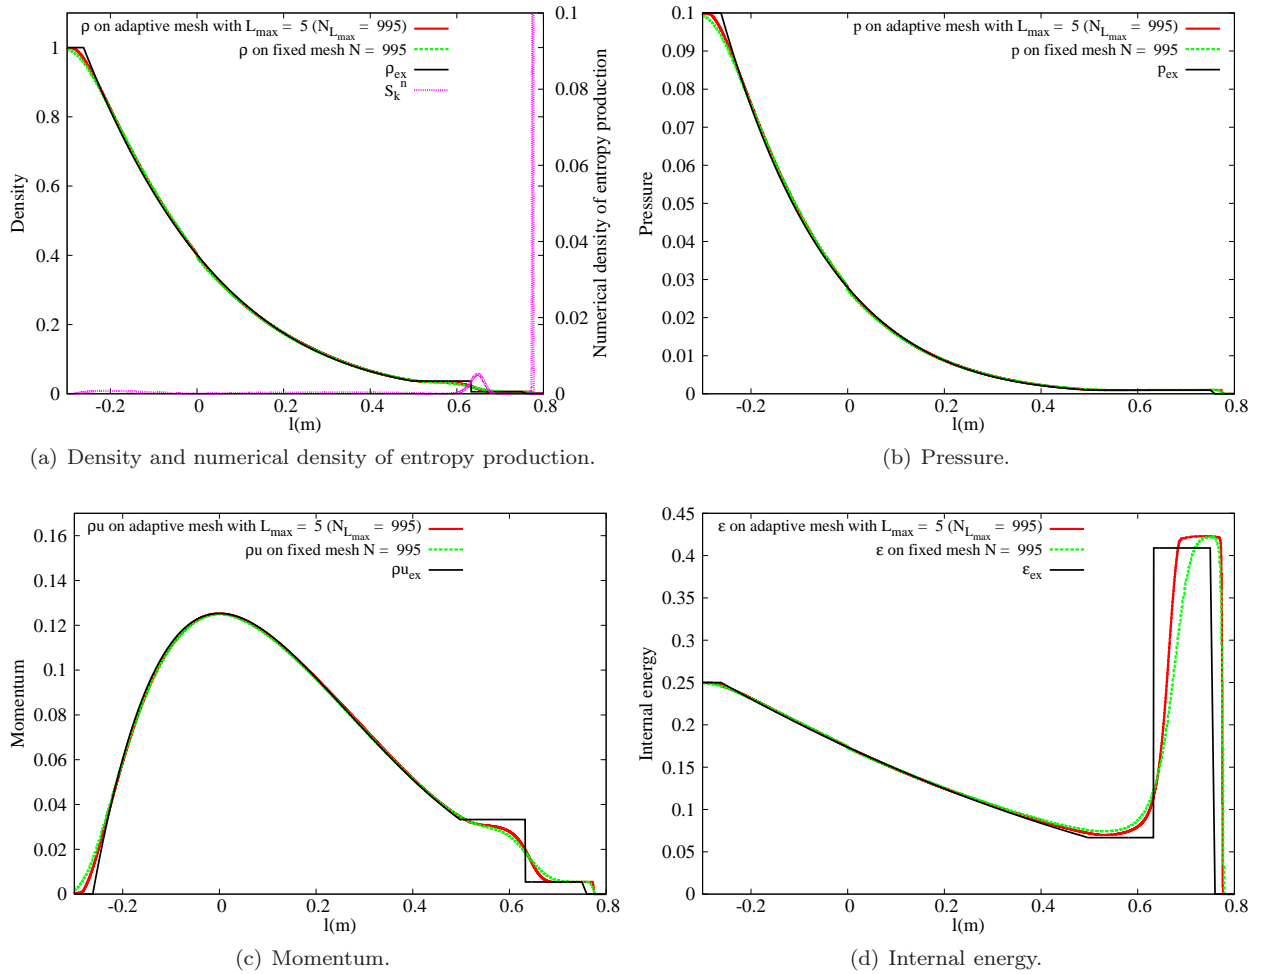 ρ on adaptive mesh with L_max = 5 (N_L_max = 995)
ρ on fixed mesh N = 995
ρ_ex
S_k^n
1
0.8
0.6
0.4
0.2
0
Density
0.1
0.08
0.06
0.04
0.02
0
Numerical density of entropy production
-0.2 0 0.2 0.4 0.6 0.8
l(m)
(a) Density and numerical density of entropy production.
p on adaptive mesh with L_max = 5 (N_L_max = 995)
p on fixed mesh N = 995
p_ex
0.1
0.09
0.08
0.07
0.06
0.05
0.04
0.03
0.02
0.01
0
Pressure
-0.2 0 0.2 0.4 0.6 0.8
l(m)
(b) Pressure.
ρu on adaptive mesh with L_max = 5 (N_L_max = 995)
ρu on fixed mesh N = 995
ρu_ex
0.16
0.14
0.12
0.1
0.08
0.06
0.04
0.02
0
Momentum
-0.2 0 0.2 0.4 0.6 0.8
l(m)
(c) Momentum.
ε on adaptive mesh with L_max = 5 (N_L_max = 995)
ε on fixed mesh N = 995
ε_ex
0.45
0.4
0.35
0.3
0.25
0.2
0.15
0.1
0.05
0
Internal energy
-0.2 0 0.2 0.4 0.6 0.8
l(m)
(d) Internal energy.